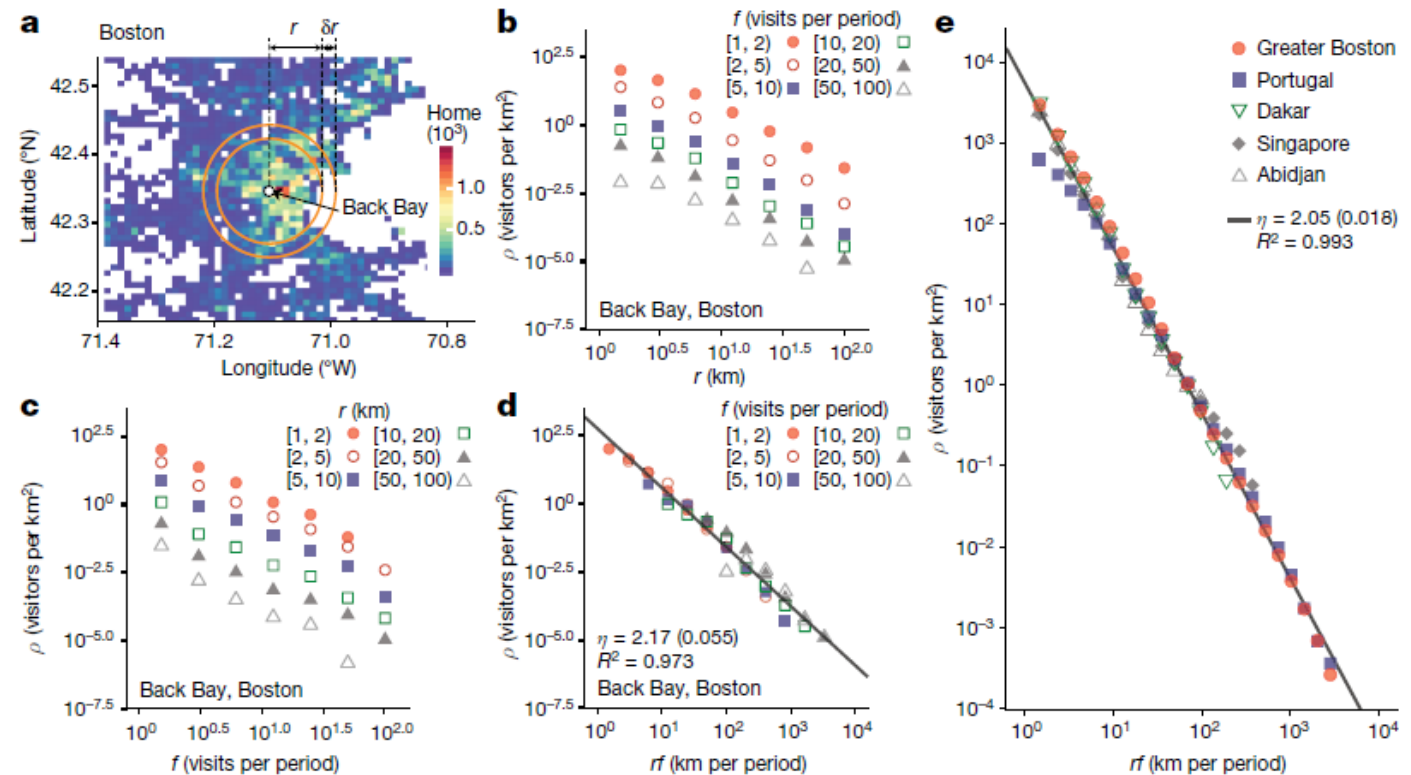 a
Boston
r δr
42.5
42.4
42.3
42.2
Latitude (°N)
Home
(10³)
1.0
0.5
Back Bay
71.4 71.2 71.0 70.8
Longitude (°W)
b
f (visits per period)
[1, 2) [10, 20)
[2, 5) [20, 50)
[5, 10) [50, 100)
10^2.5
10^0
10^−2.5
10^−5.0
10^−7.5
ρ (visitors per km²)
Back Bay, Boston
10^0 10^0.5 10^1.0 10^1.5 10^2.0
r (km)
c
r (km)
[1, 2) [10, 20)
[2, 5) [20, 50)
[5, 10) [50, 100)
10^2.5
10^0
10^−2.5
10^−5.0
10^−7.5
ρ (visitors per km²)
Back Bay, Boston
10^0 10^0.5 10^1.0 10^1.5 10^2.0
f (visits per period)
d
f (visits per period)
[1, 2) [10, 20)
[2, 5) [20, 50)
[5, 10) [50, 100)
10^2.5
10^0
10^−2.5
10^−5.0
10^−7.5
ρ (visitors per km²)
η = 2.17 (0.055)
R² = 0.973
Back Bay, Boston
10^0 10^1 10^2 10^3 10^4
rf (km per period)
e
Greater Boston
Portugal
Dakar
Singapore
Abidjan
η = 2.05 (0.018)
R² = 0.993
10^4
10^3
10^2
10^1
10^0
10^−1
10^−2
10^−3
10^−4
ρ (visitors per km²)
10^0 10^1 10^2 10^3 10^4
rf (km per period)